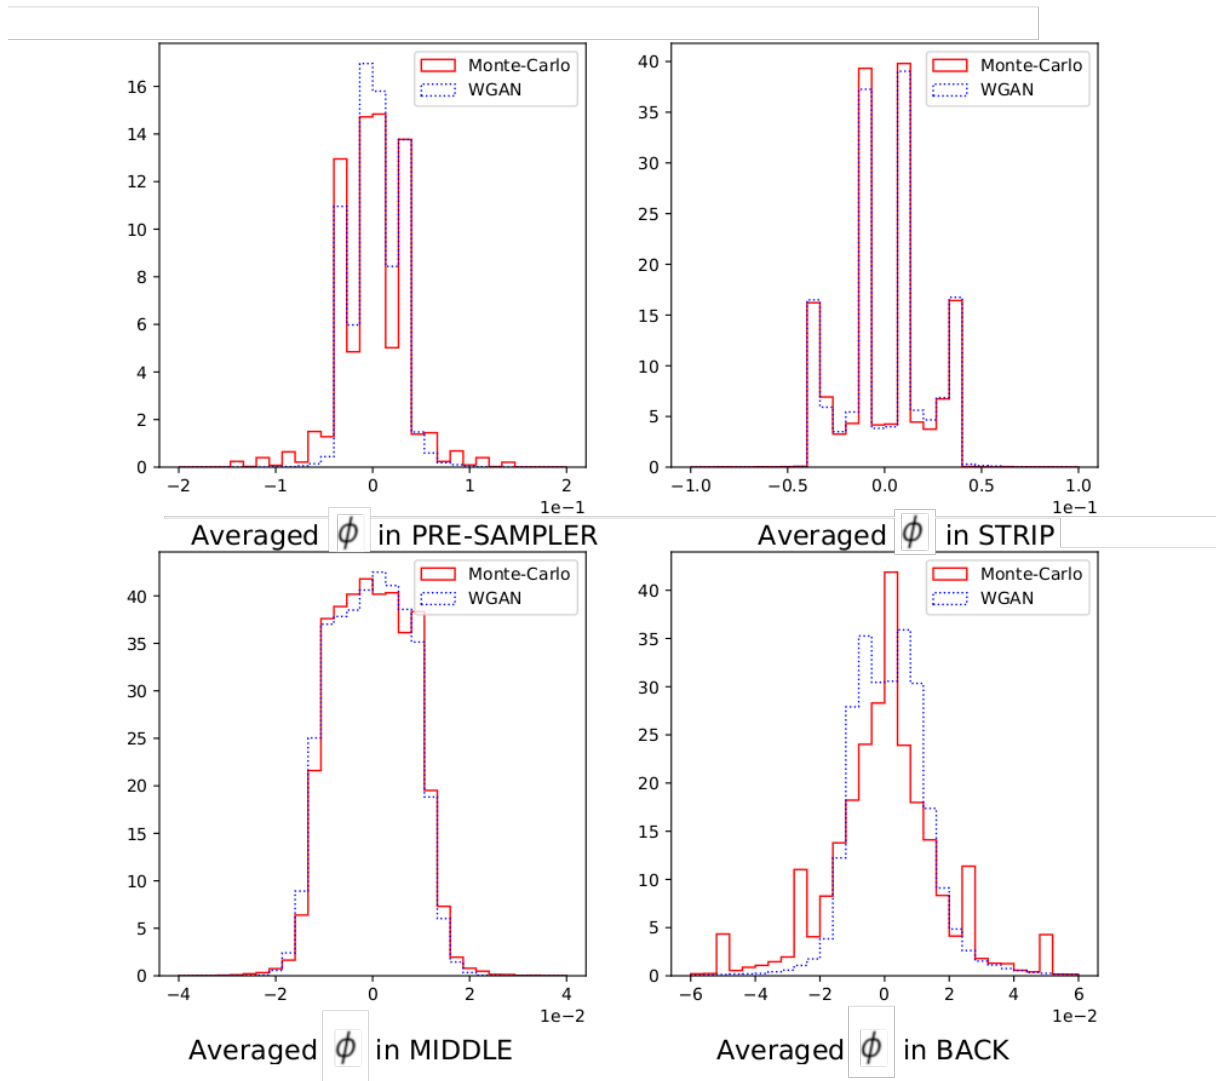 Monte-Carlo
WGAN
16
14
12
10
8
6
4
2
0
−2 −1 0 1 2
1e−1
Averaged ϕ in PRE-SAMPLER
Monte-Carlo
WGAN
40
35
30
25
20
15
10
5
0
−1.0 −0.5 0.0 0.5 1.0
1e−1
Averaged ϕ in STRIP
Monte-Carlo
WGAN
40
35
30
25
20
15
10
5
0
−4 −2 0 2 4
1e−2
Averaged ϕ in MIDDLE
Monte-Carlo
WGAN
40
35
30
25
20
15
10
5
0
−6 −4 −2 0 2 4 6
1e−2
Averaged ϕ in BACK